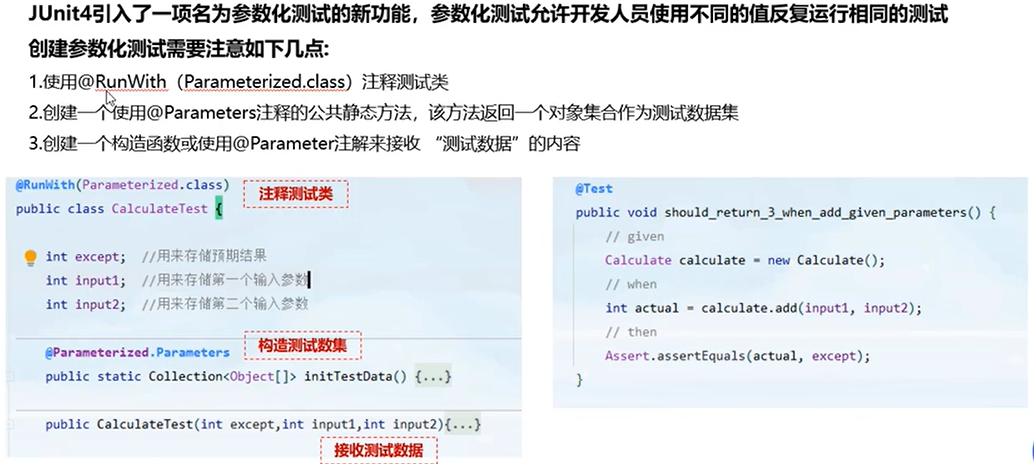 JUnit4引入了一项名为参数化测试的新功能，参数化测试允许开发人员使用不同的值反复运行相同的测试
创建参数化测试需要注意如下几点:
1.使用@RunWith（Parameterized.class）注释测试类
2.创建一个使用@Parameters注释的公共静态方法，该方法返回一个对象集合作为测试数据集
3.创建一个构造函数或使用@Parameter注解来接收 “测试数据”的内容
@RunWith(Parameterized.class)
注释测试类
public class CalculateTest {
int except; //用来存储预期结果
int input1; //用来存储第一个输入参数
int input2; //用来存储第二个输入参数
构造测试数集
@Parameterized.Parameters
public static Collection<Object[]> initTestData() {...}
public CalculateTest(int except,int input1,int input2){...}
接收测试数据
@Test
public void should_return_3_when_add_given_parameters() {
// given
Calculate calculate = new Calculate();
// when
int actual = calculate.add(input1, input2);
// then
Assert.assertEquals(actual, except);
}